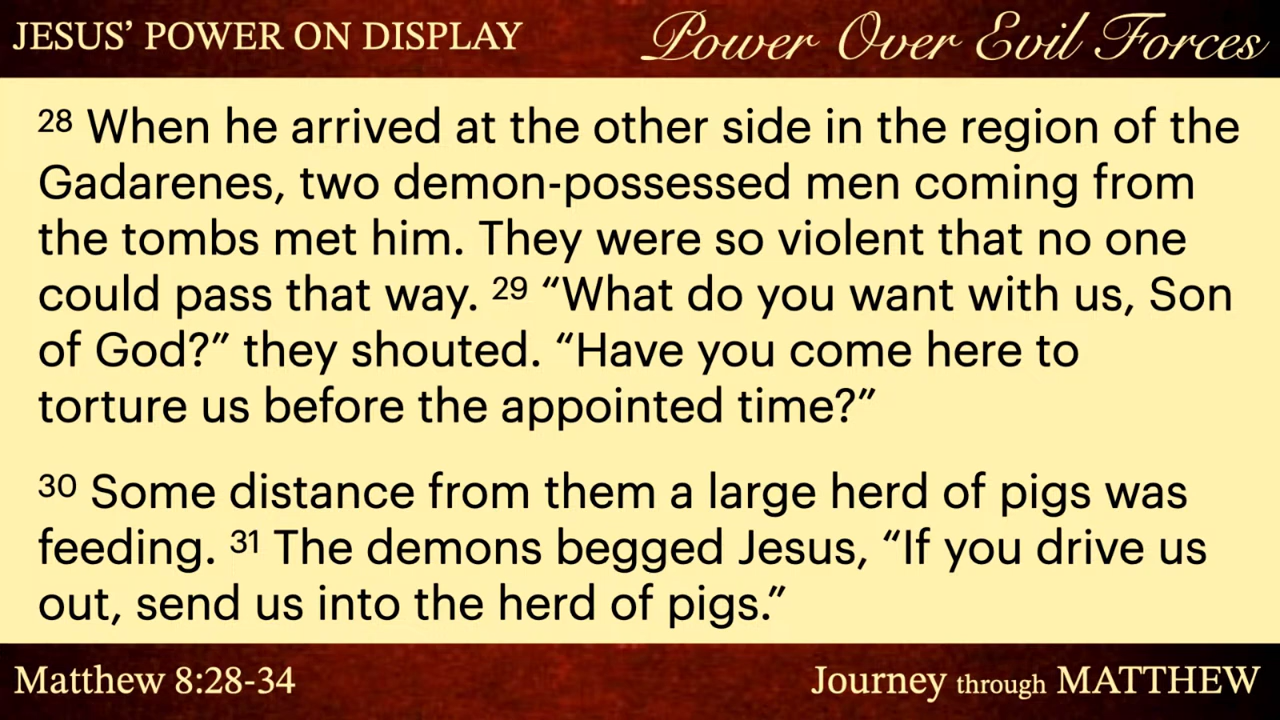 JESUS’ POWER ON DISPLAY
Power Over Evil Forces
28 When he arrived at the other side in the region of the
Gadarenes, two demon-possessed men coming from
the tombs met him. They were so violent that no one
could pass that way. 29 “What do you want with us, Son
of God?” they shouted. “Have you come here to
torture us before the appointed time?”
30 Some distance from them a large herd of pigs was
feeding. 31 The demons begged Jesus, “If you drive us
out, send us into the herd of pigs.”
Matthew 8:28-34
Journey through MATTHEW